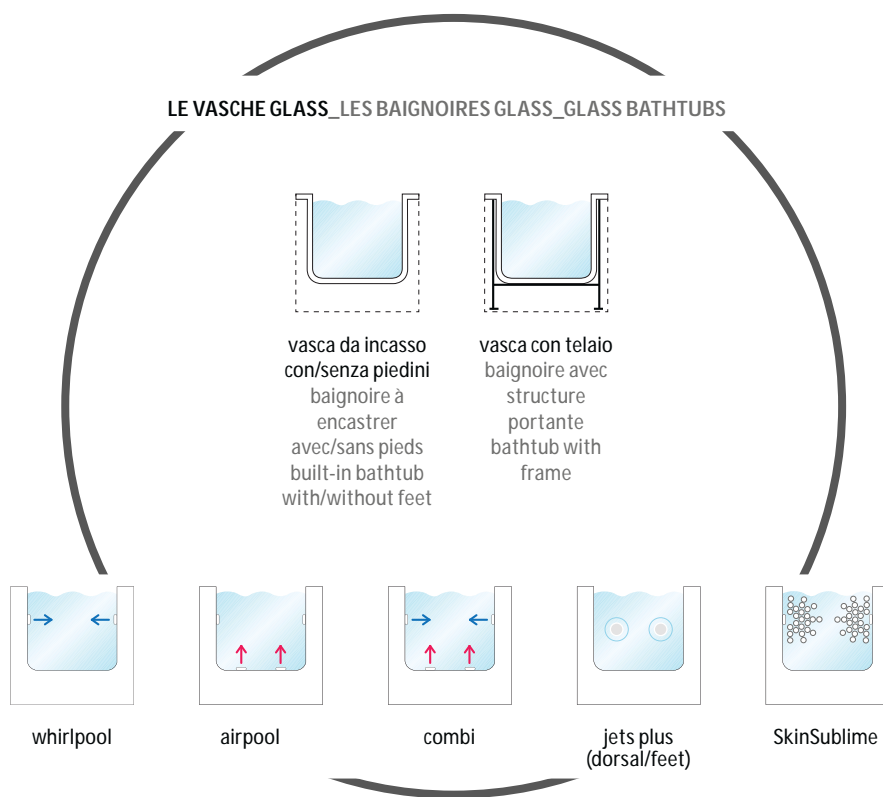 LE VASCHE GLASS_LES BAIGNOIRES GLASS_GLASS BATHTUBS
vasca da incasso
con/senza piedini
baignoire à
encastrer
avec/sans pieds
built-in bathtub
with/without feet
vasca con telaio
baignoire avec
structure
portante
bathtub with
frame
whirlpool
airpool
combi
jets plus
(dorsal/feet)
SkinSublime